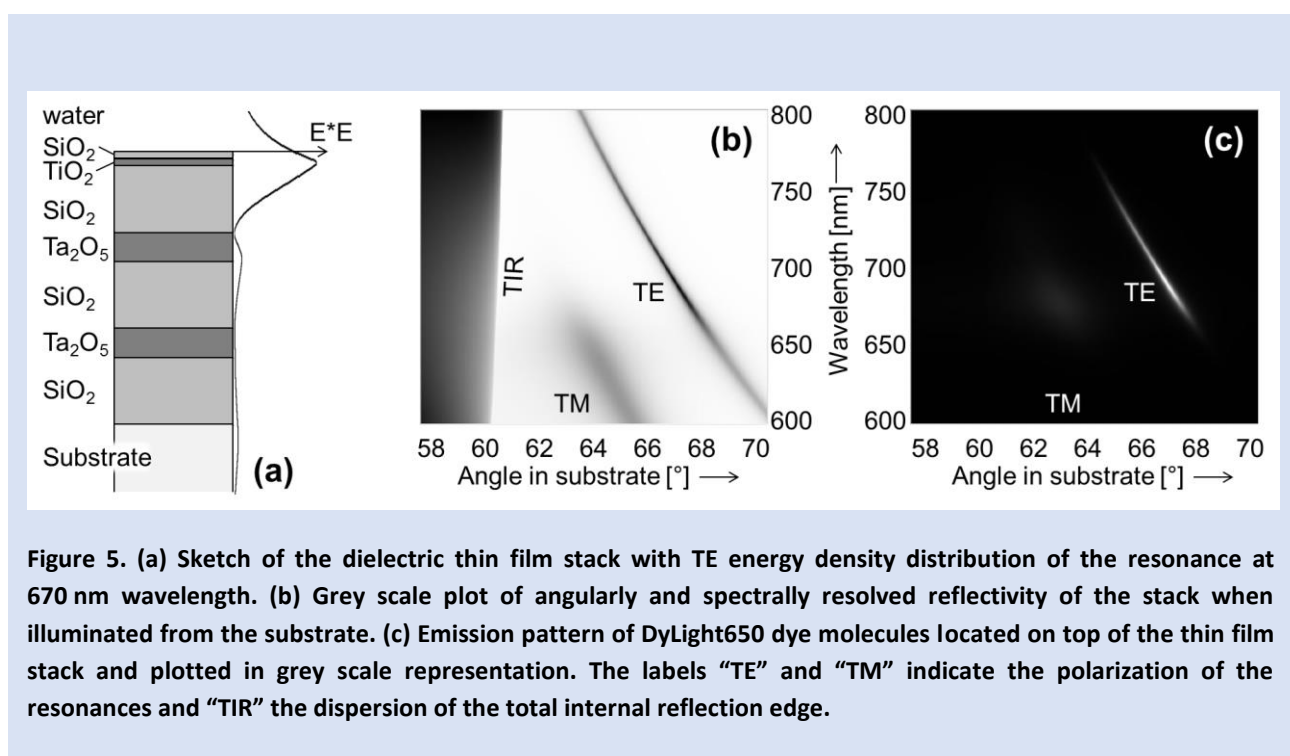 water
E*E
SiO₂
TiO₂
SiO₂
Ta₂O₅
SiO₂
Ta₂O₅
SiO₂
Substrate
(a)
(b)
TIR
TE
TM
800
750
700
650
600
Wavelength [nm]
58 60 62 64 66 68 70
Angle in substrate [°]
(c)
TE
TM
800
750
700
650
600
58 60 62 64 66 68 70
Angle in substrate [°]
Figure 5. (a) Sketch of the dielectric thin film stack with TE energy density distribution of the resonance at
670 nm wavelength. (b) Grey scale plot of angularly and spectrally resolved reflectivity of the stack when
illuminated from the substrate. (c) Emission pattern of DyLight650 dye molecules located on top of the thin film
stack and plotted in grey scale representation. The labels “TE” and “TM” indicate the polarization of the
resonances and “TIR” the dispersion of the total internal reflection edge.